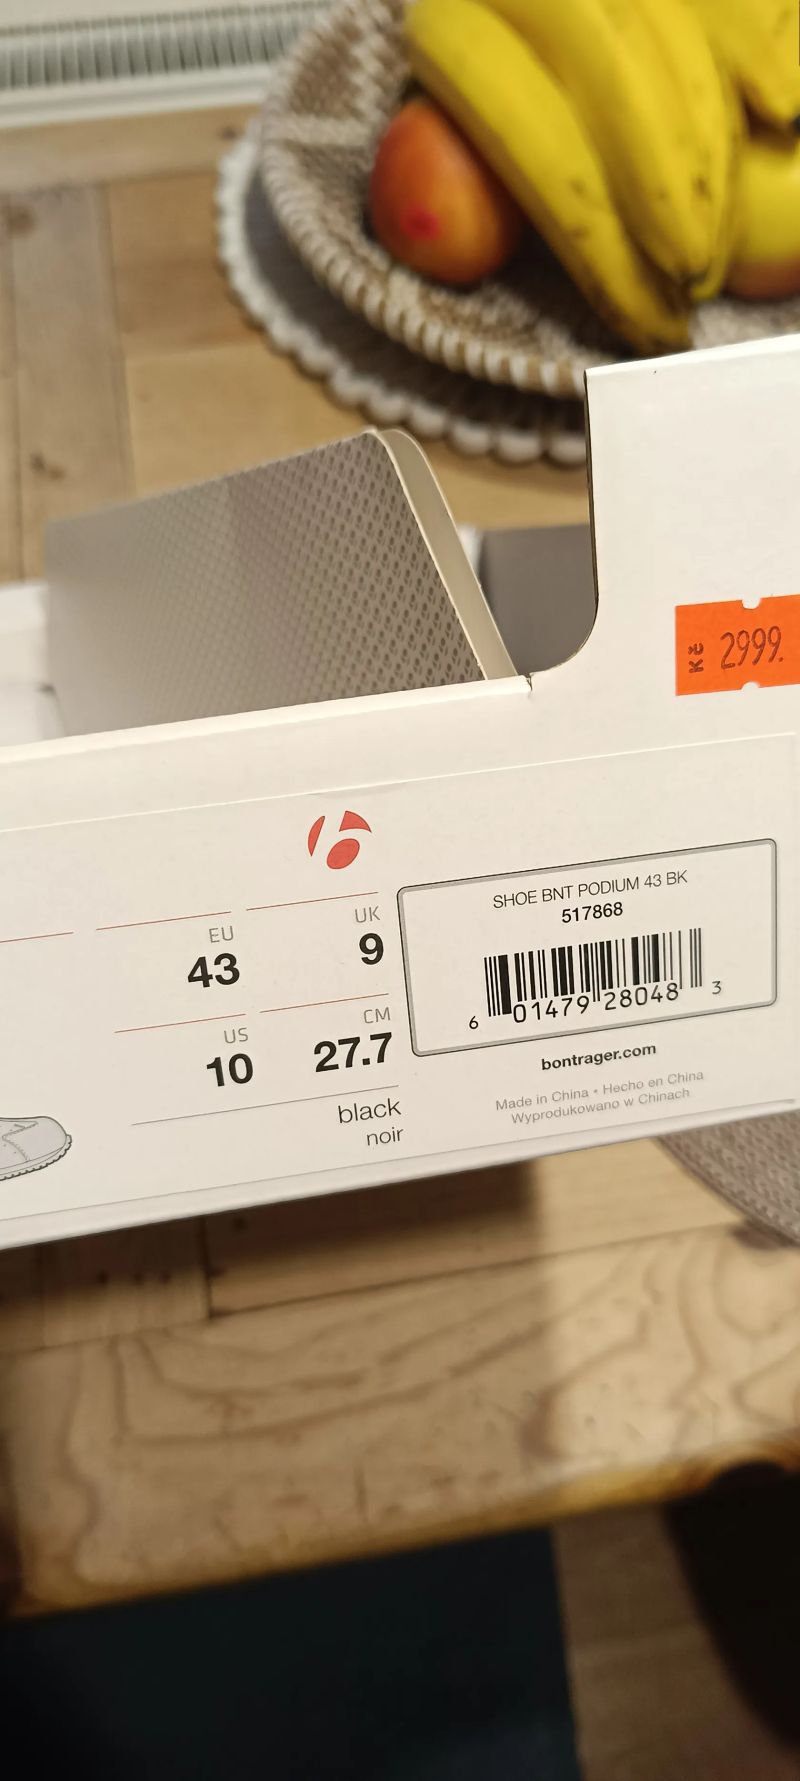 Kč 2999.
SHOE BNT PODIUM 43 BK
517868
6 01479 28048 3
bontrager.com
Made in China • Hecho en China
Wyprodukowano w Chinach
EU
43
UK
9
US
10
CM
27.7
black
noir